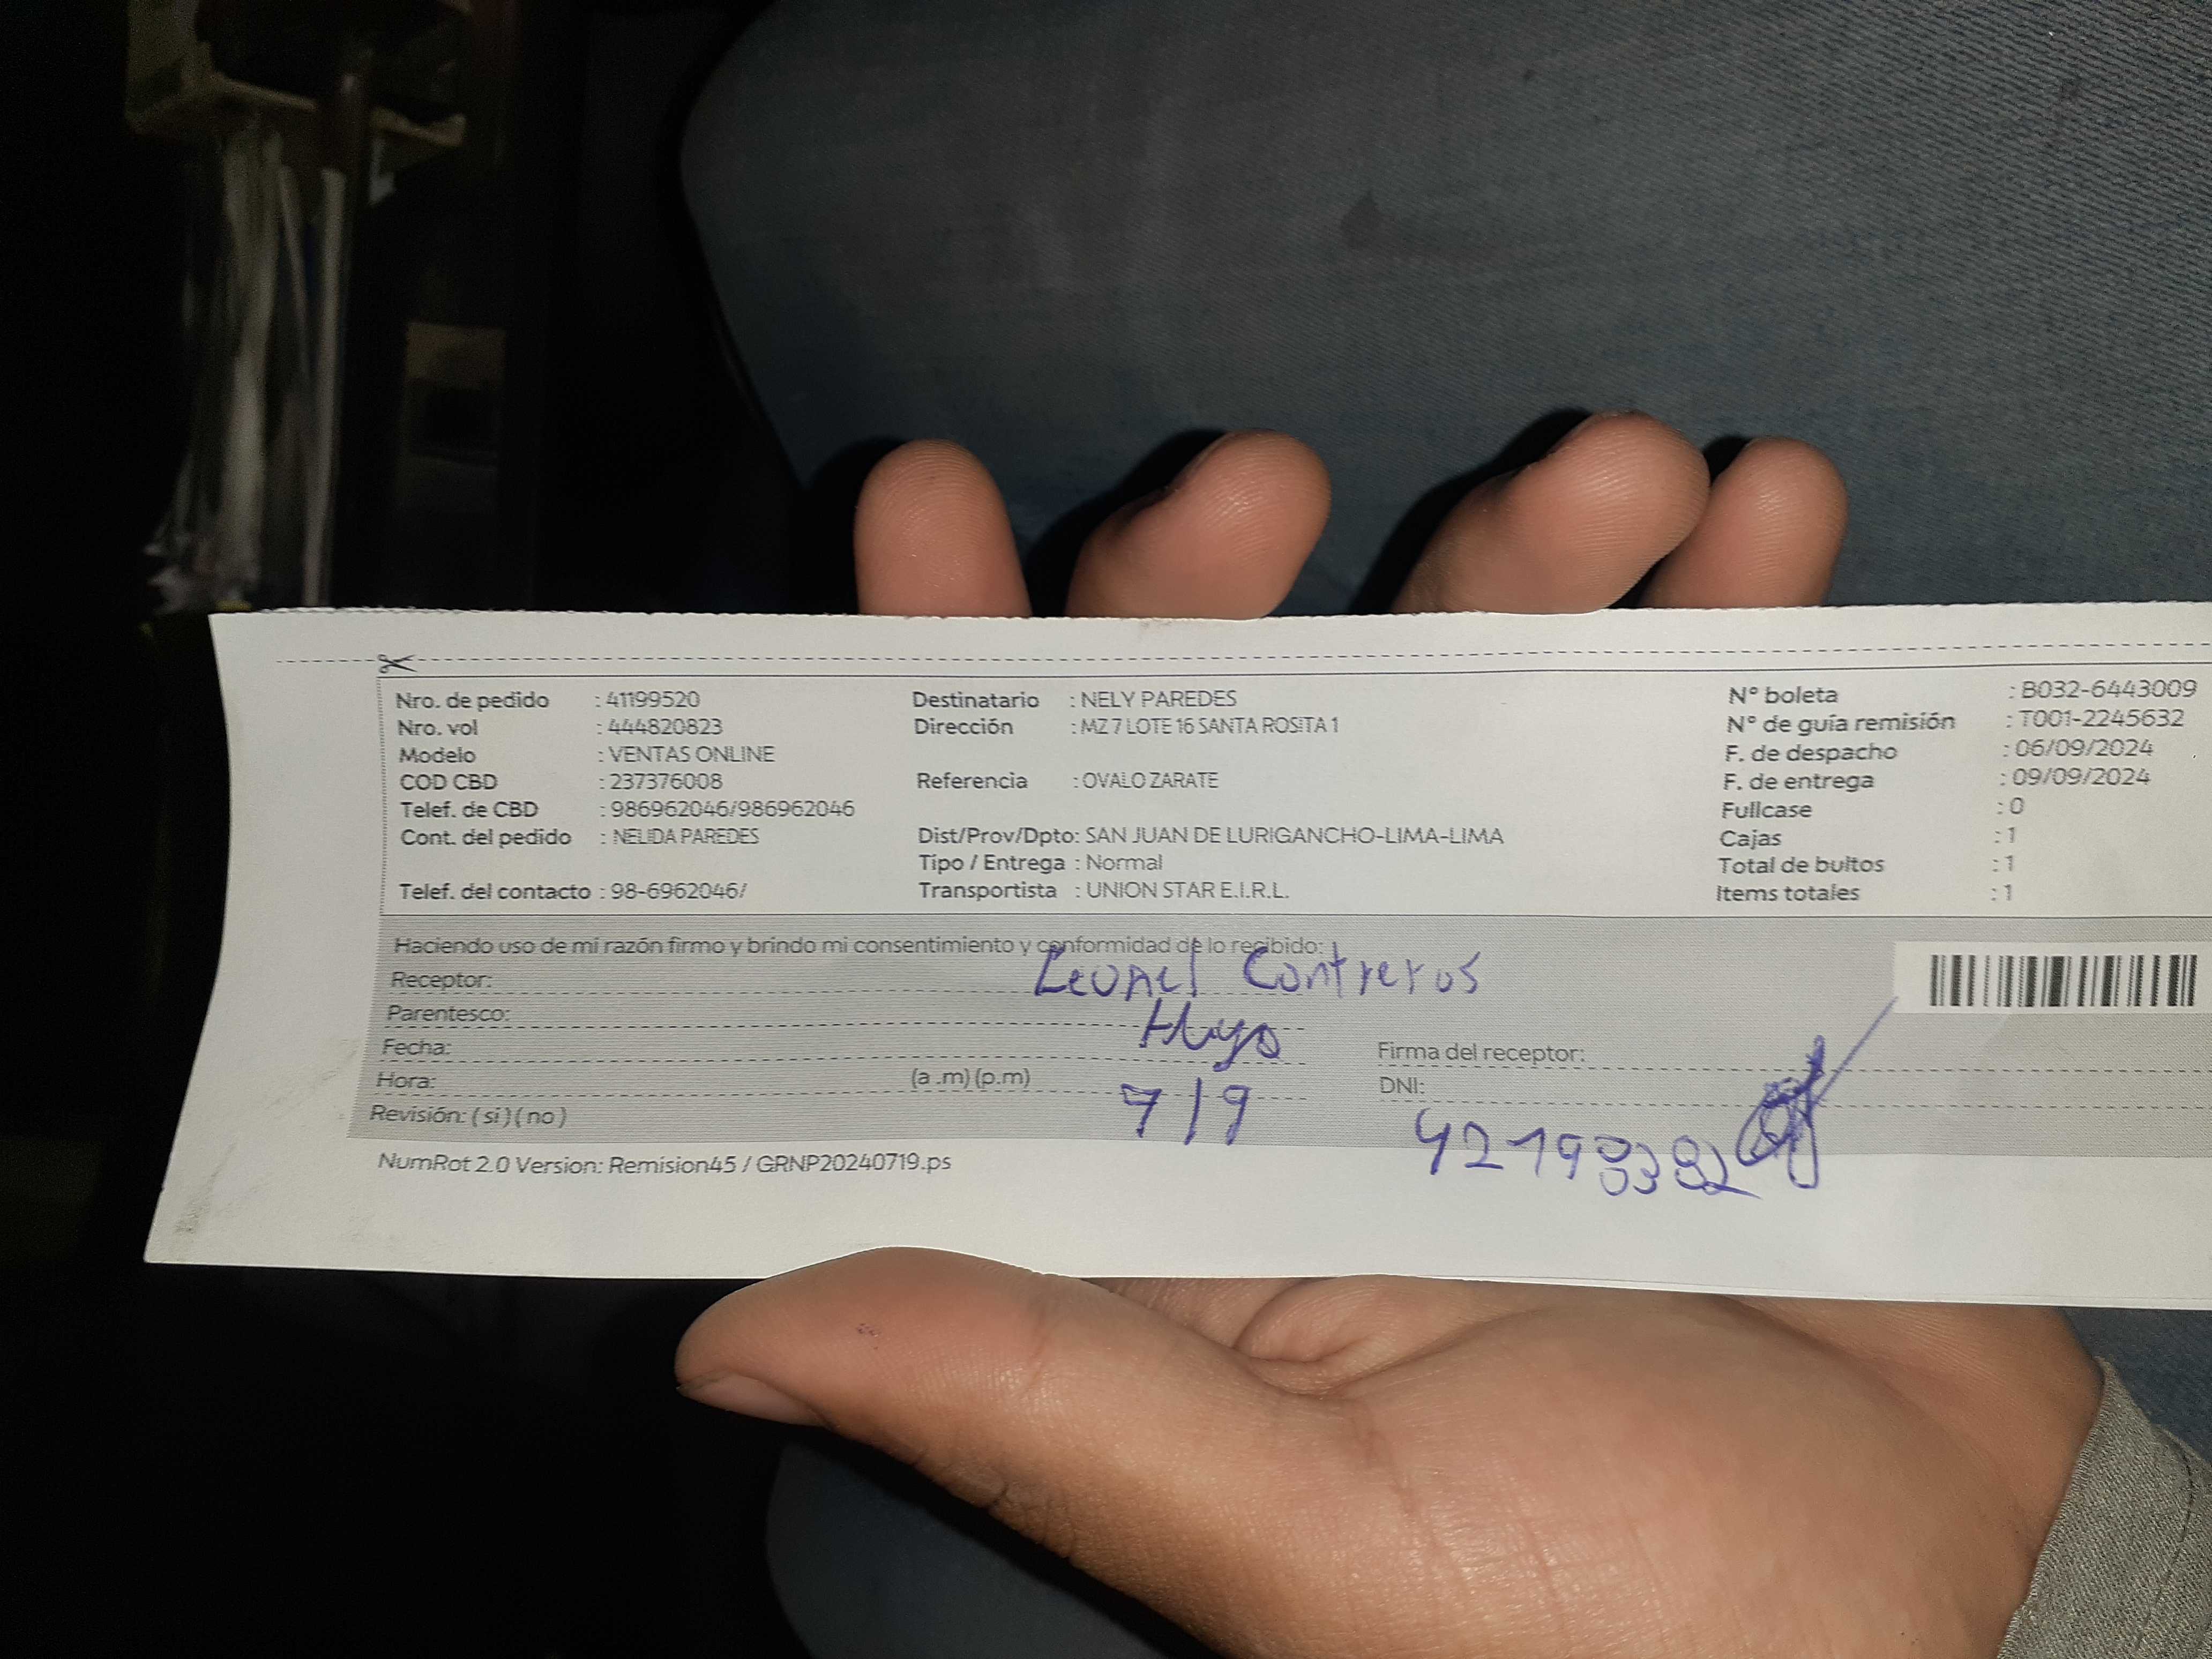 Nro. de pedido : 41199520
Nro. vol : 444820823
Modelo : VENTAS ONLINE
COD CBD : 237376008
Telef. de CBD : 986962046/986962046
Cont. del pedido : NELIDA PAREDES
Telef. del contacto : 98-6962046/
Destinatario : NELY PAREDES
Dirección : MZ 7 LOTE 16 SANTA ROSITA 1
Referencia : OVALO ZARATE
Dist/Prov/Dpto: SAN JUAN DE LURIGANCHO-LIMA-LIMA
Tipo / Entrega : Normal
Transportista : UNION STAR E.I.R.L.
N° boleta : B032-6443009
N° de guía remisión : T001-2245632
F. de despacho : 06/09/2024
F. de entrega : 09/09/2024
Fullcase : 0
Cajas : 1
Total de bultos : 1
Items totales : 1
Haciendo uso de mi razón firmo y brindo mi consentimiento y conformidad de lo recibido:
Receptor: Leonel Contreras
Parentesco:
Fecha: 7/9
Hora: (a .m) (p.m)
Revisión: ( si ) ( no )
Firma del receptor:
DNI:
NumRot 2.0 Version: Remision45 / GRNP20240719.ps